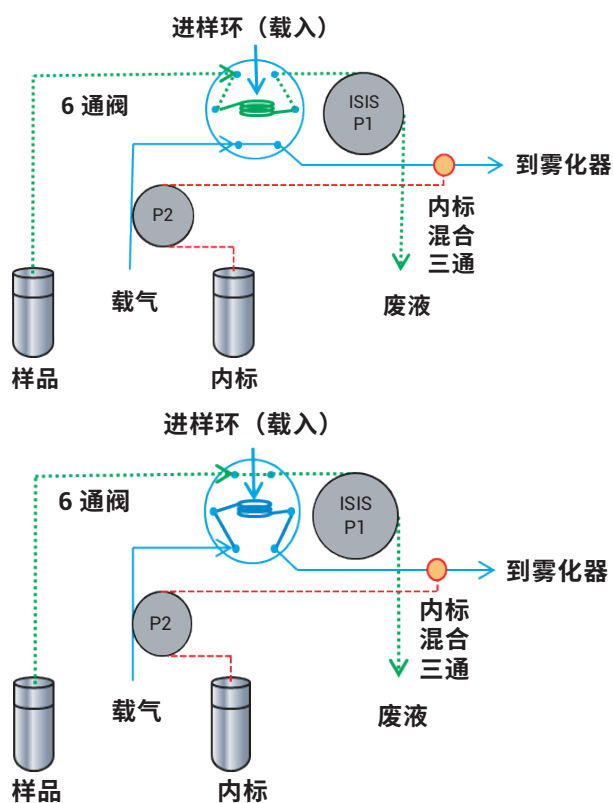 进样环（载入）
6 通阀
ISIS
P1
到雾化器
P2
内标
混合
三通
载气
废液
样品
内标
进样环（载入）
6 通阀
ISIS
P1
到雾化器
P2
内标
混合
三通
载气
废液
样品
内标